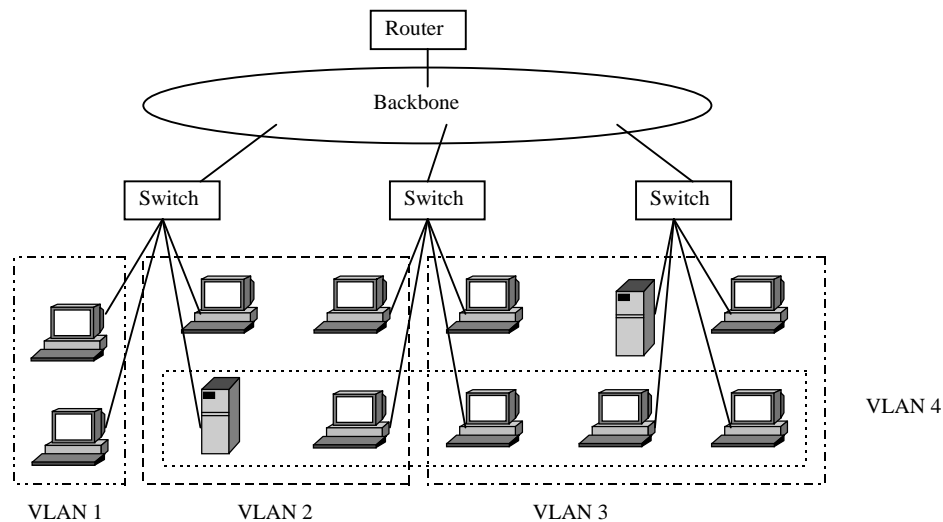 Router
Backbone
Switch Switch Switch
VLAN 4
VLAN 1 VLAN 2 VLAN 3